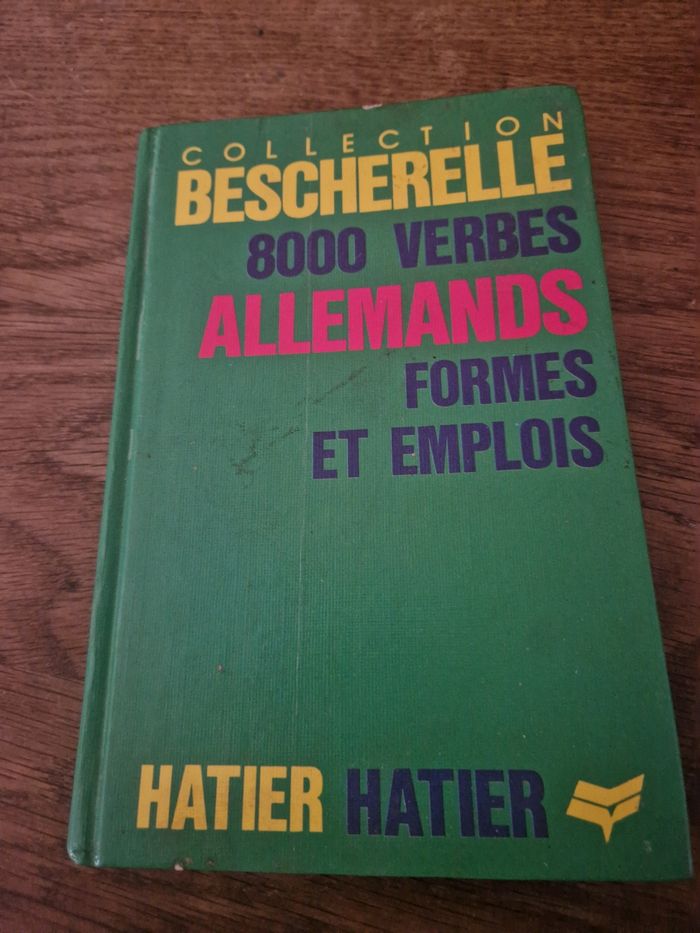 COLLECTION
BESCHERELLE
8000 VERBES
ALLEMANDS
FORMES
ET EMPLOIS
HATIER HATIER